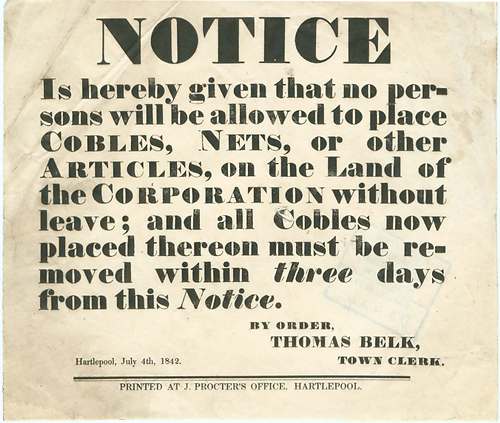 NOTICE
Is hereby given that no per-
sons will be allowed to place
COBLES, NETS, or other
ARTICLES, on the Land of
the CORPORATION without
leave; and all Cobles now
placed thereon must be re-
moved within three days
from this Notice.
BY ORDER,
THOMAS BELK,
Hartlepool, July 4th, 1842. TOWN CLERK.
PRINTED AT J. PROCTER'S OFFICE, HARTLEPOOL.